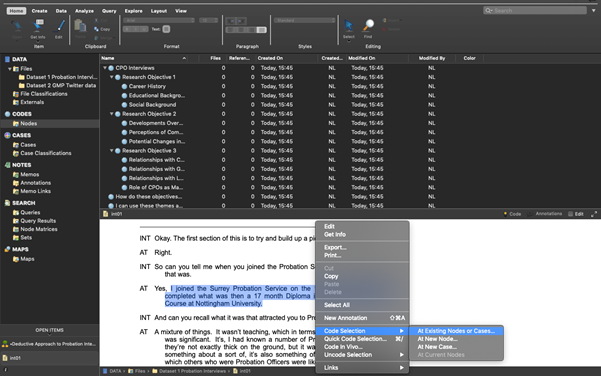 Home Create Data Analyze Query Explore Layout View
Search
Get Info Edit
Copy
Text:
Select Find
Item Clipboard Format Paragraph Styles Editing
DATA
Files
Dataset 1 Probation Intervi...
Dataset 2 GMP Twitter data
File Classifications
Externals
CODES
Nodes
CASES
Cases
Case Classifications
NOTES
Memos
Annotations
Memo Links
SEARCH
Queries
Query Results
Node Matrices
Sets
MAPS
Maps
OPEN ITEMS
•Deductive Approach to Probation Inte...
int01
Name Files Referen... Created On Created... Modified On Modified By Color
CPO Interviews 0 0 Today, 15:45 NL Today, 15:45 NL
Research Objective 1 0 0 Today, 15:45 NL Today, 15:45 NL
Career History 0 0 Today, 15:45 NL Today, 15:45 NL
Educational Backgro... 0 0 Today, 15:45 NL Today, 15:45 NL
Social Background 0 0 Today, 15:45 NL Today, 15:45 NL
Research Objective 2 0 0 Today, 15:45 NL Today, 15:45 NL
Developments Over... 0 0 Today, 15:45 NL Today, 15:45 NL
Perceptions of Com... 0 0 Today, 15:45 NL Today, 15:45 NL
Potential Changes in... 0 0 Today, 15:45 NL Today, 15:45 NL
Research Objective 3 0 0 Today, 15:45 NL Today, 15:45 NL
Relationships with C... 0 0 Today, 15:45 NL Today, 15:45 NL
Relationships with G... 0 0 Today, 15:45 NL Today, 15:45 NL
Relationships with L... 0 0 Today, 15:45 NL Today, 15:45 NL
Role of CPOs as Ma... 0 0 Today, 15:45 NL Today, 15:45 NL
How do these objectives... 0 0 Today, 15:45 NL Today, 15:45 NL
I can use these themes a... 0 0 Today, 15:45 NL Today, 15:45 NL
int01 Code Annotations Edit
INT Okay. The first section of this is to try and build up a pi
AT Right.
INT So can you tell me when you joined the Probation S
that was.
AT Yes, I joined the Surrey Probation Service on the
completed what was then a 17 month Diploma i
Course at Nottingham University.
INT And can you recall what it was that attracted you to Pr
AT A mixture of things. It wasn't teaching, which in terms
was significant. It's, I had known a number of P
they're not exactly thick on the ground, but it wa
something about a sort of, it's also something of
which others who were Probation Officers were like
Edit
Get Info
Export...
Print...
Cut
Copy
Paste
Delete
Select All
New Annotation ⇧⌘A
Code Selection
Quick Code Selection... ⌘/
Code In Vivo...
Uncode Selection
Links
At Existing Nodes or Cases...
At New Node...
At New Case...
At Current Nodes
DATA › Files › Dataset 1 Probation Interviews › int01